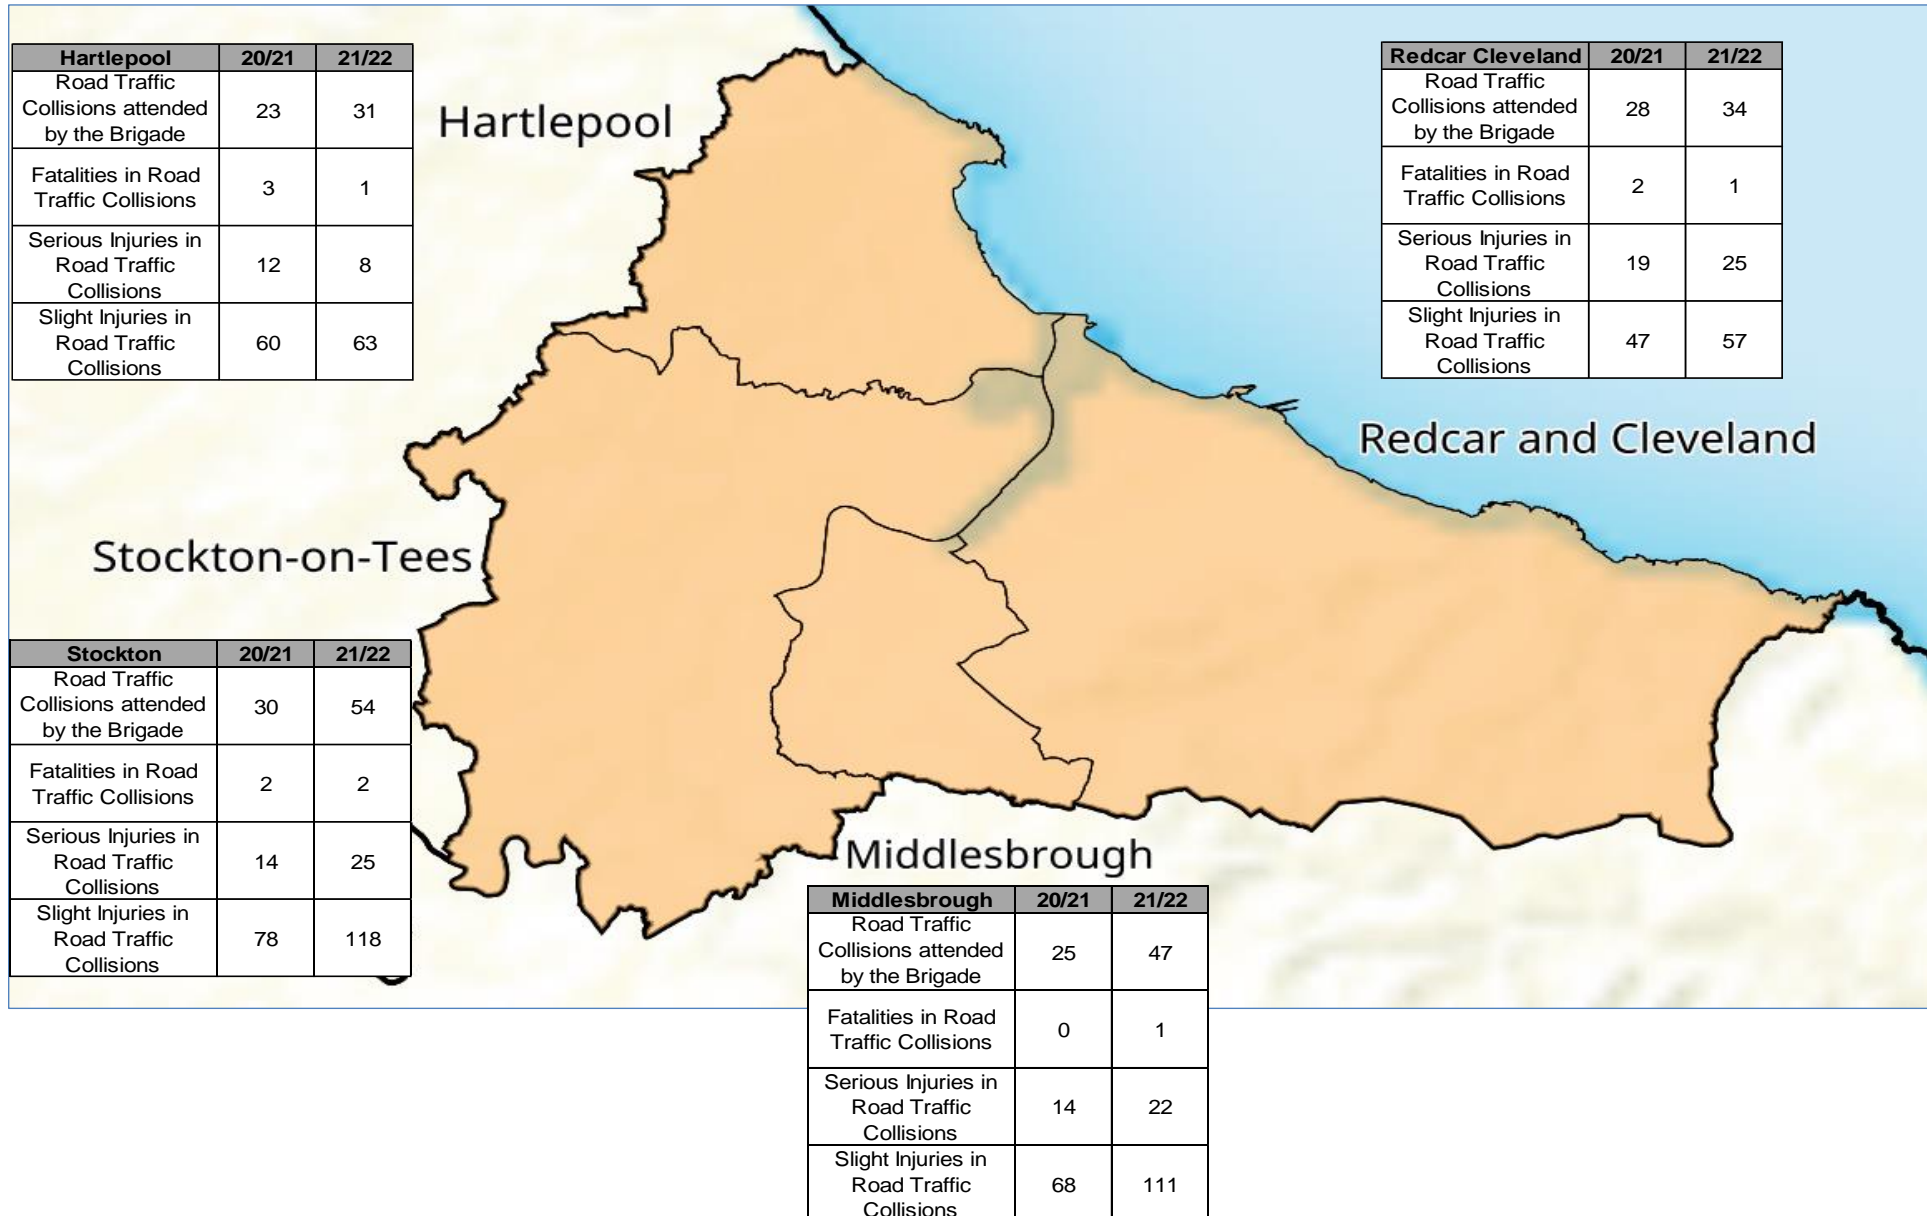 Hartlepool 20/21 21/22
Road Traffic
Collisions attended
by the Brigade
23 31
Fatalities in Road
Traffic Collisions
3 1
Serious Injuries in
Road Traffic
Collisions
12 8
Slight Injuries in
Road Traffic
Collisions
60 63
Hartlepool
Redcar Cleveland 20/21 21/22
Road Traffic
Collisions attended
by the Brigade
28 34
Fatalities in Road
Traffic Collisions
2 1
Serious Injuries in
Road Traffic
Collisions
19 25
Slight Injuries in
Road Traffic
Collisions
47 57
Redcar and Cleveland
Stockton-on-Tees
Stockton 20/21 21/22
Road Traffic
Collisions attended
by the Brigade
30 54
Fatalities in Road
Traffic Collisions
2 2
Serious Injuries in
Road Traffic
Collisions
14 25
Slight Injuries in
Road Traffic
Collisions
78 118
Middlesbrough
Middlesbrough 20/21 21/22
Road Traffic
Collisions attended
by the Brigade
25 47
Fatalities in Road
Traffic Collisions
0 1
Serious Injuries in
Road Traffic
Collisions
14 22
Slight Injuries in
Road Traffic
Collisions
68 111